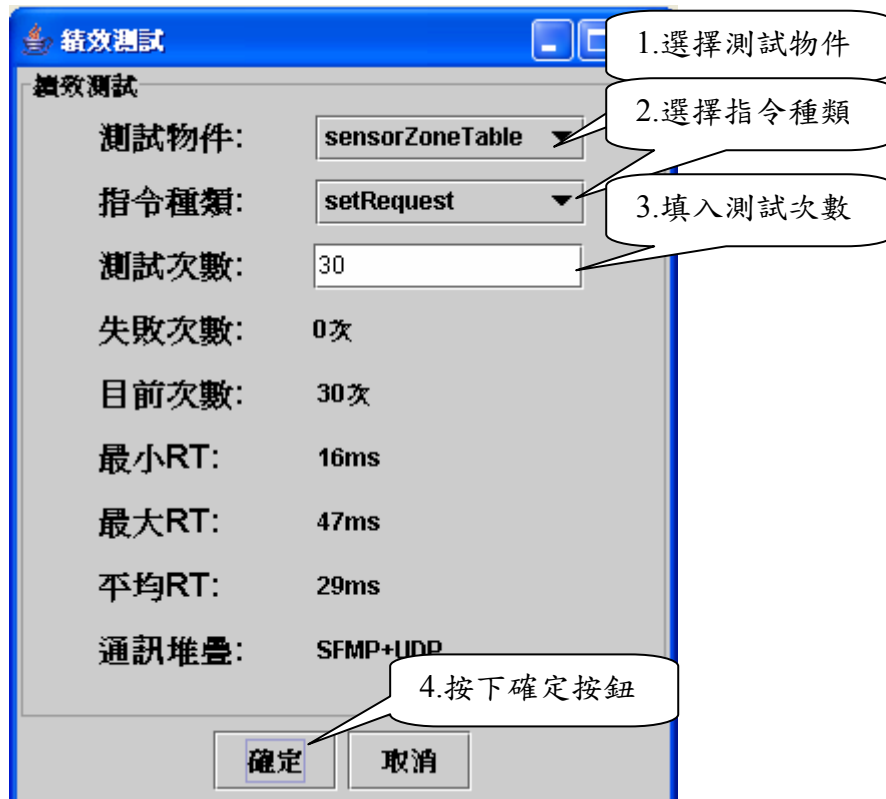 績效測試
1.選擇測試物件
績效測試
2.選擇指令種類
測試物件: sensorZoneTable
指令種類: setRequest
3.填入測試次數
測試次數: 30
失敗次數: 0次
目前次數: 30次
最小RT: 16ms
最大RT: 47ms
平均RT: 29ms
通訊堆疊: SFMP+UDP
4.按下確定按鈕
確定 取消